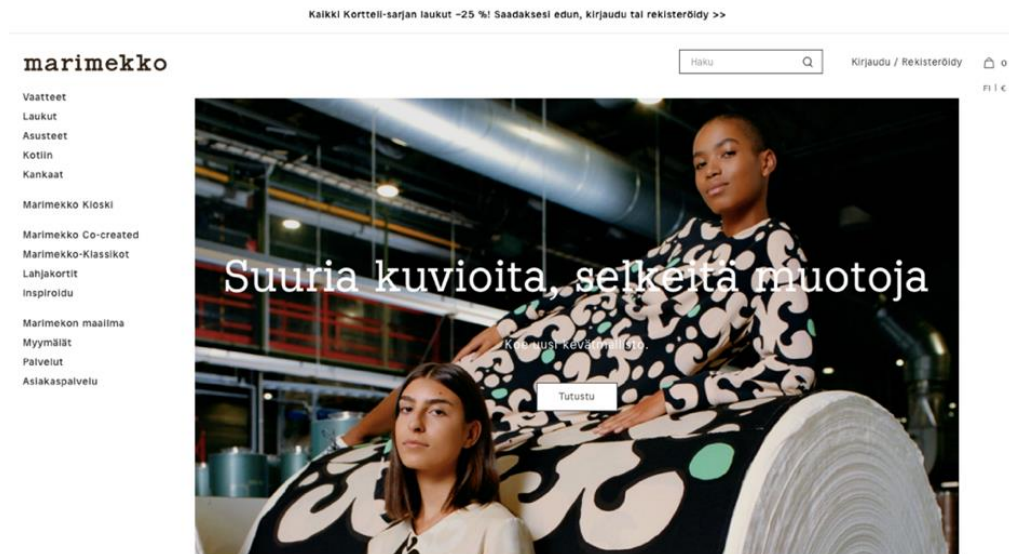 Kaikki Kortteli-sarjan laukut –25 %! Saadaksesi edun, kirjaudu tai rekisteröidy >>
marimekko
Haku
Kirjaudu / Rekisteröidy
0
FI | €
Vaatteet
Laukut
Asusteet
Kotiin
Kankaat
Marimekko Kioski
Marimekko Co-created
Marimekko-Klassikot
Lahjakortit
Inspiroidu
Marimekon maailma
Myymälät
Palvelut
Asiakaspalvelu
Suuria kuvioita, selkeitä muotoja
Koe uusi kevätmallisto.
Tutustu